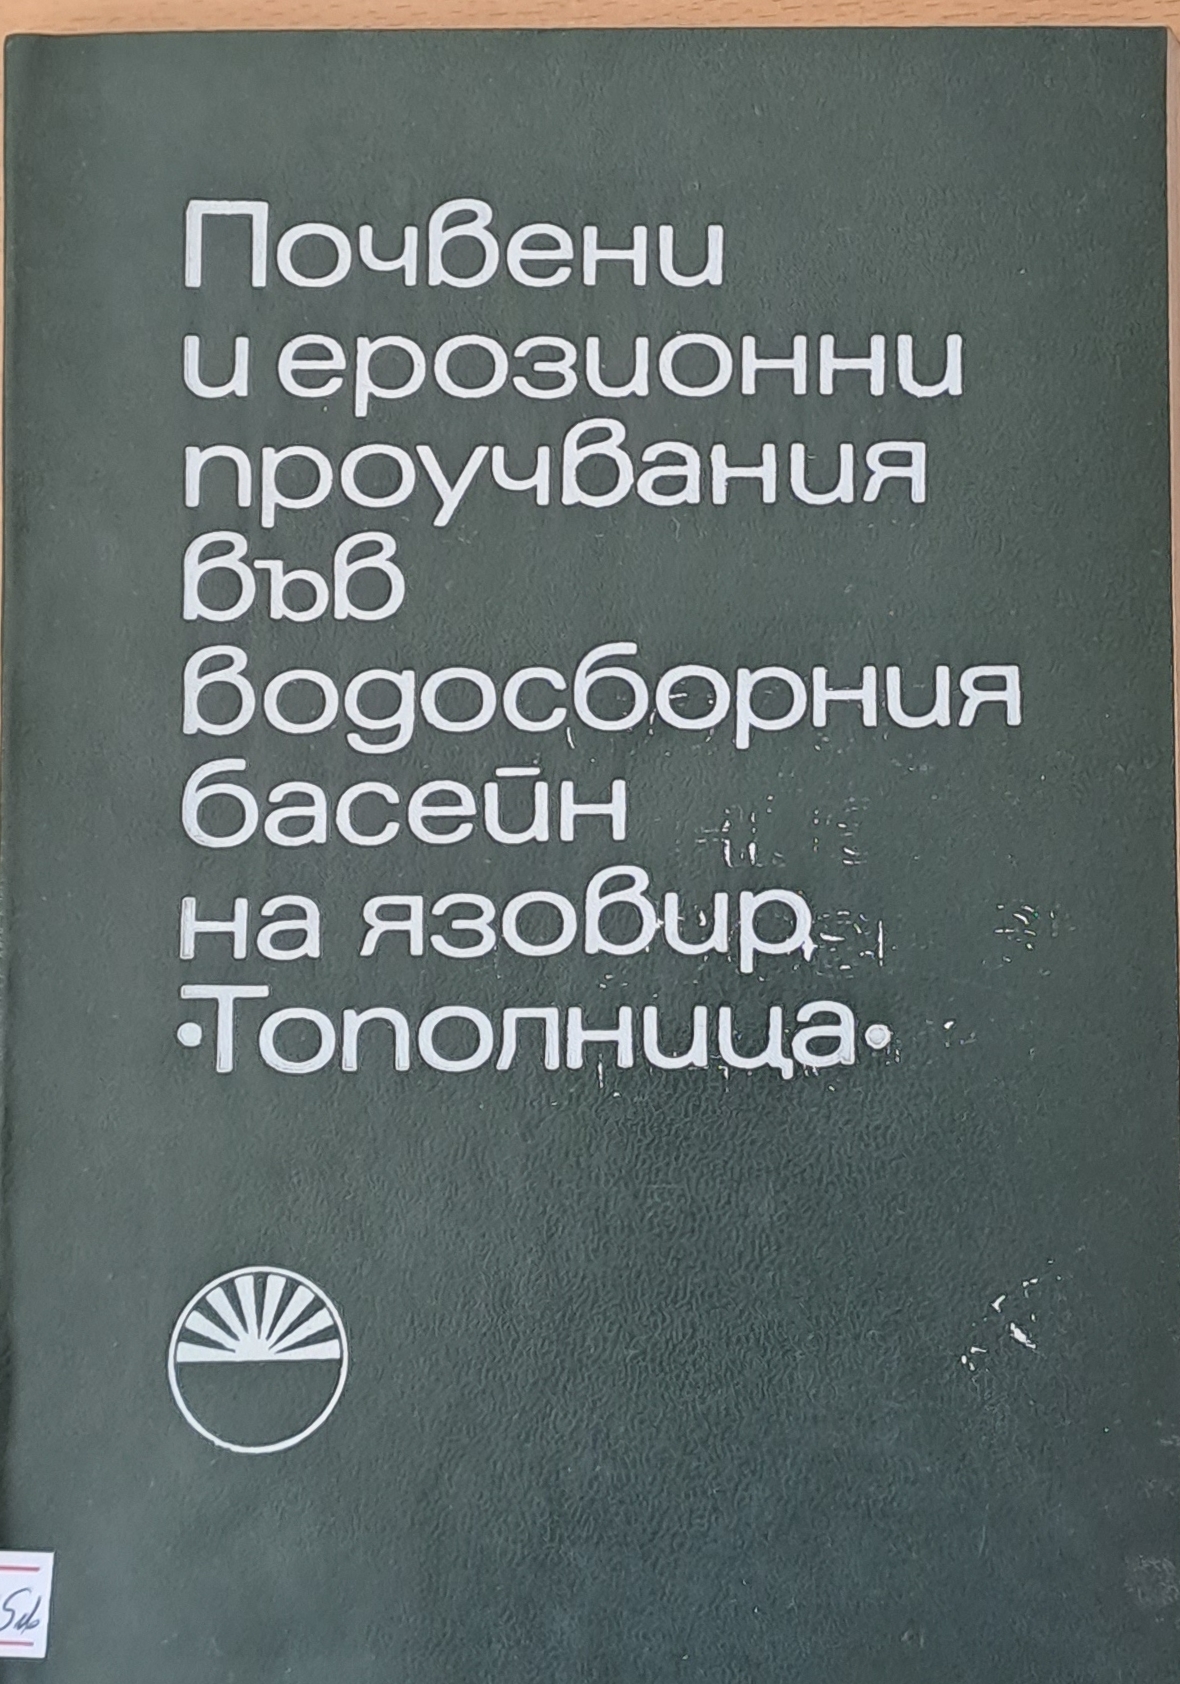 Почвени
и ерозионни
проучвания
във
водосборния
басейн
на язовир
•Тополница•